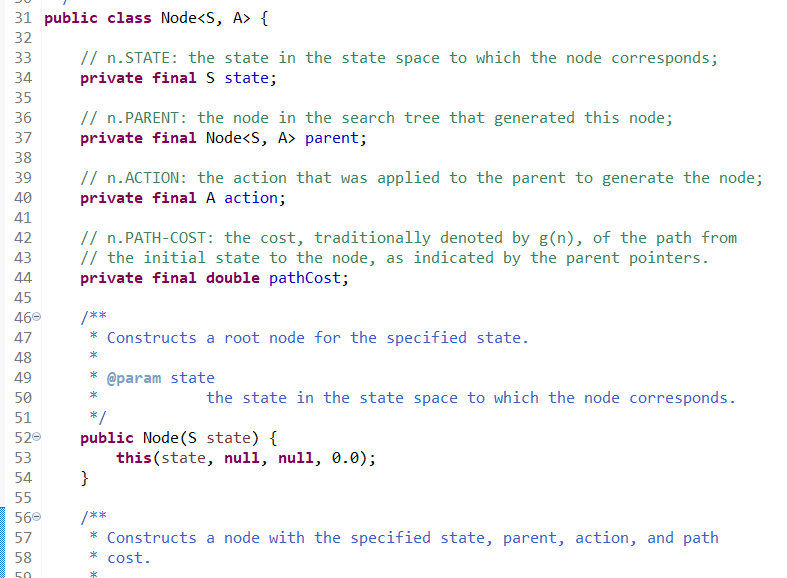 31 public class Node<S, A> {
32
33 // n.STATE: the state in the state space to which the node corresponds;
34 private final S state;
35
36 // n.PARENT: the node in the search tree that generated this node;
37 private final Node<S, A> parent;
38
39 // n.ACTION: the action that was applied to the parent to generate the node;
40 private final A action;
41
42 // n.PATH-COST: the cost, traditionally denoted by g(n), of the path from
43 // the initial state to the node, as indicated by the parent pointers.
44 private final double pathCost;
45
46 /**
47 * Constructs a root node for the specified state.
48 *
49 * @param state
50 * the state in the state space to which the node corresponds.
51 */
52 public Node(S state) {
53 this(state, null, null, 0.0);
54 }
55
56 /**
57 * Constructs a node with the specified state, parent, action, and path
58 * cost.
59 *